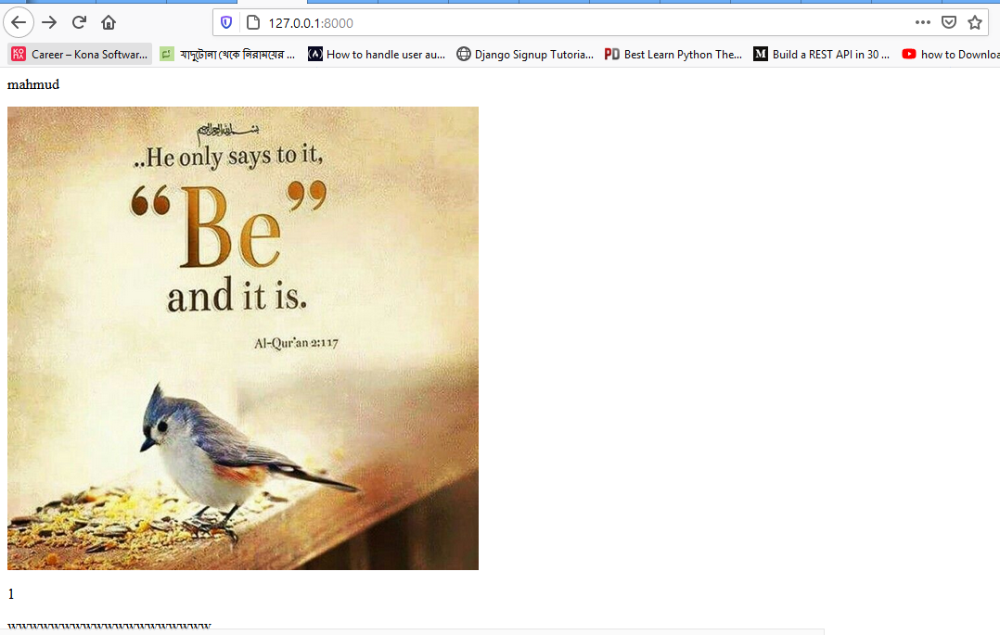 127.0.0.1:8000
Career – Kona Softwar...
যাদুটোনা থেকে নিরাময়ের ...
How to handle user au...
Django Signup Tutoria...
PD Best Learn Python The...
M Build a REST API in 30 ...
how to Downloa
mahmud
..He only says to it,
“Be”
and it is.
Al-Qur'an 2:117
1